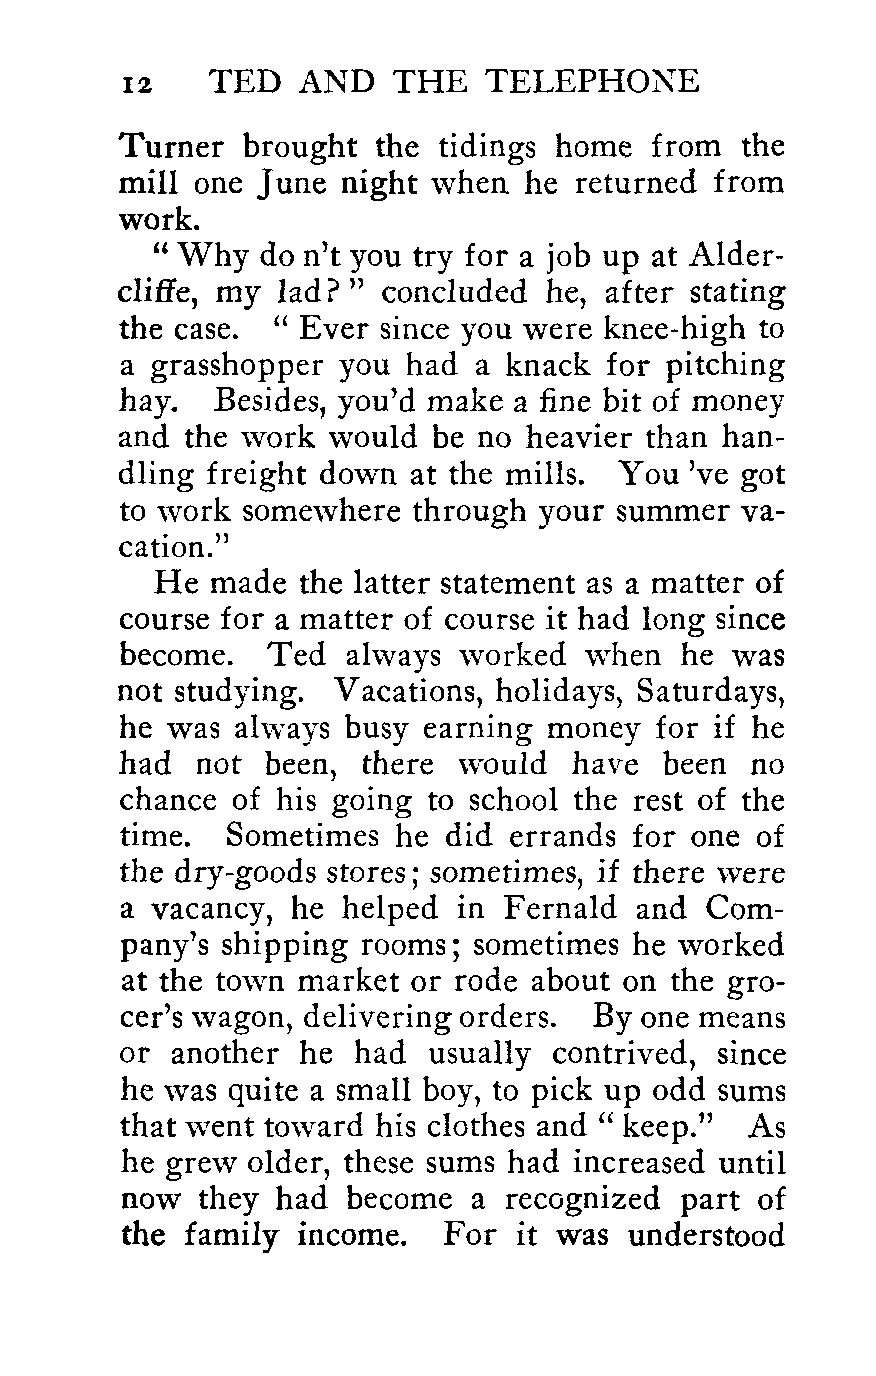 12 TED AND THE TELEPHONE
Turner brought the tidings home from the
mill one June night when he returned from
work.
“ Why do n’t you try for a job up at Alder-
cliffe, my lad? ” concluded he, after stating
the case. “ Ever since you were knee-high to
a grasshopper you had a knack for pitching
hay. Besides, you’d make a fine bit of money
and the work would be no heavier than han-
dling freight down at the mills. You ’ve got
to work somewhere through your summer va-
cation.”
He made the latter statement as a matter of
course for a matter of course it had long since
become. Ted always worked when he was
not studying. Vacations, holidays, Saturdays,
he was always busy earning money for if he
had not been, there would have been no
chance of his going to school the rest of the
time. Sometimes he did errands for one of
the dry-goods stores; sometimes, if there were
a vacancy, he helped in Fernald and Com-
pany’s shipping rooms; sometimes he worked
at the town market or rode about on the gro-
cer’s wagon, delivering orders. By one means
or another he had usually contrived, since
he was quite a small boy, to pick up odd sums
that went toward his clothes and “ keep.” As
he grew older, these sums had increased until
now they had become a recognized part of
the family income. For it was understood